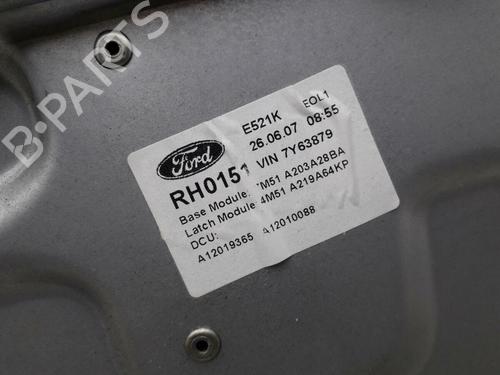 B-PARTS
E521K EOL1
26.06.07 08:55
Ford
RH0151 VIN 7Y63879
Base Module: 7M51 A203A28BA
Latch Module 4M51 A219A64KP
DCU:
A12019365 A12010088